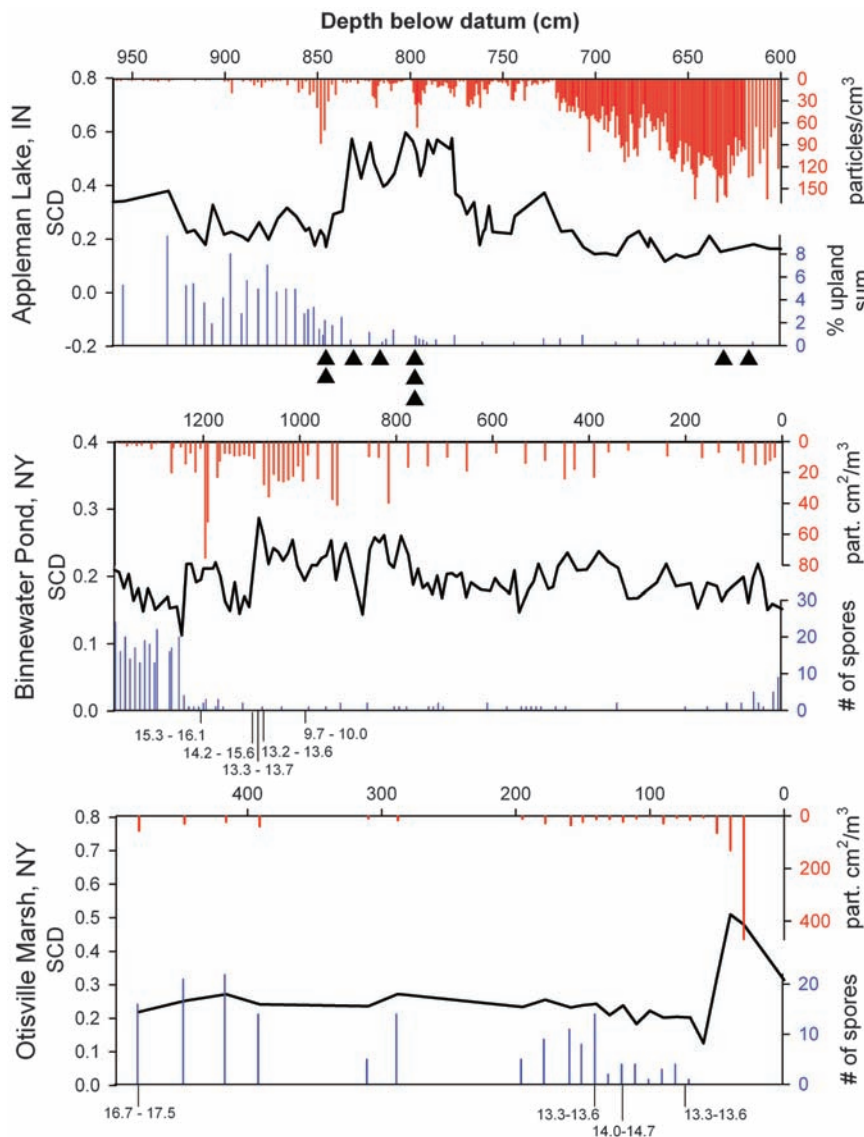 Depth below datum (cm)
950 900 850 800 750 700 650 600
Appleman Lake, IN
SCD
0.8
0.6
0.4
0.2
0.0
-0.2
0
30
60
90
120
150
particles/cm3
8
6
4
2
0
% upland
sum
1200 1000 800 600 400 200 0
Binnewater Pond, NY
SCD
0.4
0.3
0.2
0.1
0.0
0
20
40
60
80
part. cm2/m3
30
20
10
0
# of spores
15.3 - 16.1
14.2 - 15.6
13.3 - 13.7
13.2 - 13.6
9.7 - 10.0
400 300 200 100 0
Otisville Marsh, NY
SCD
0.8
0.7
0.6
0.5
0.4
0.3
0.2
0.1
0.0
0
200
400
part. cm2/m3
20
10
0
# of spores
16.7 - 17.5
13.3-13.6
14.0-14.7
13.3-13.6